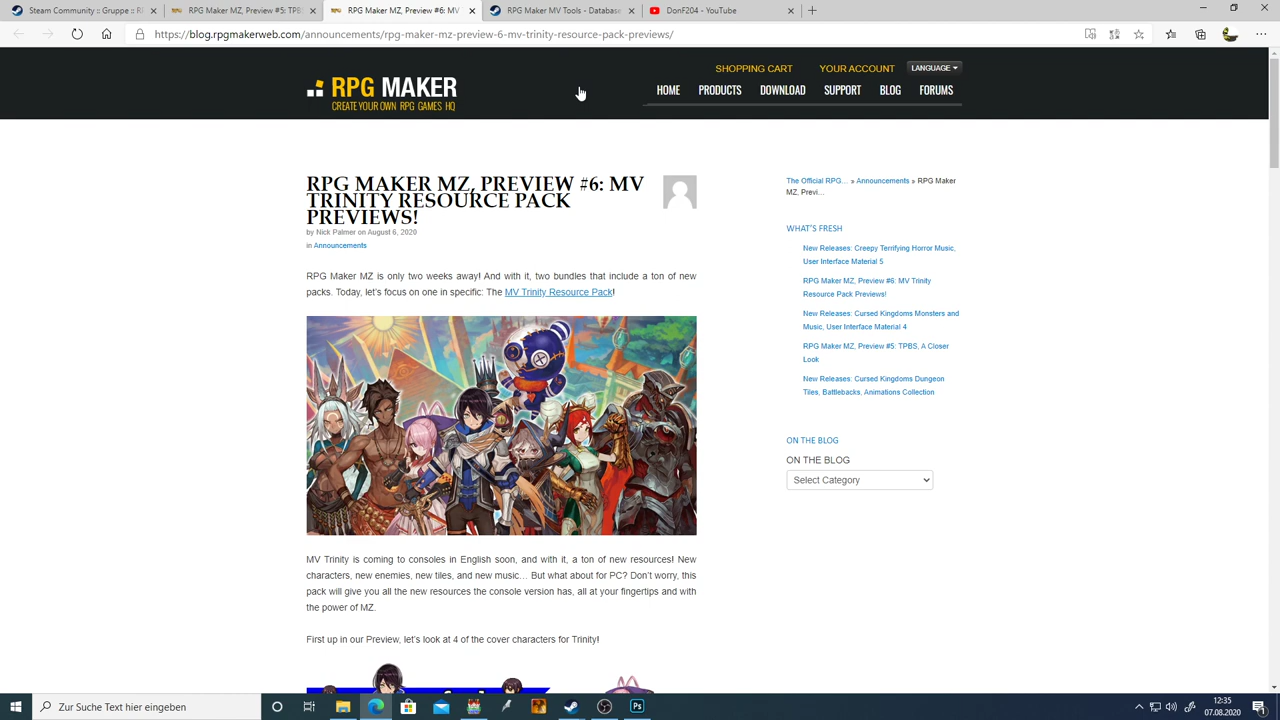 Steam Community :: Gruppe :: RPG
RPG Maker MZ Preview #5
RPG Maker MZ, Preview #6: MV
RPG Maker MV Tools - Database
DonF204 - YouTube
https://blog.rpgmakerweb.com/announcements/rpg-maker-mz-preview-6-mv-trinity-resource-pack-previews/
SHOPPING CART YOUR ACCOUNT LANGUAGE
RPG MAKER
CREATE YOUR OWN RPG GAMES HQ
HOME PRODUCTS DOWNLOAD SUPPORT BLOG FORUMS
RPG MAKER MZ, PREVIEW #6: MV
TRINITY RESOURCE PACK
PREVIEWS!
by Nick Palmer on August 6, 2020
in Announcements
RPG Maker MZ is only two weeks away! And with it, two bundles that include a ton of new
packs. Today, let's focus on one in specific: The MV Trinity Resource Pack!
MV Trinity is coming to consoles in English soon, and with it, a ton of new resources! New
characters, new enemies, new tiles, and new music… But what about for PC? Don't worry, this
pack will give you all the new resources the console version has, all at your fingertips and with
the power of MZ.
First up in our Preview, let's look at 4 of the cover characters for Trinity!
The Official RPG… » Announcements » RPG Maker
MZ, Previ…
WHAT'S FRESH
New Releases: Creepy Terrifying Horror Music,
User Interface Material 5
RPG Maker MZ, Preview #6: MV Trinity
Resource Pack Previews!
New Releases: Cursed Kingdoms Monsters and
Music, User Interface Material 4
RPG Maker MZ, Preview #5: TPBS, A Closer
Look
New Releases: Cursed Kingdoms Dungeon
Tiles, Battlebacks, Animations Collection
ON THE BLOG
ON THE BLOG
Select Category
Zur Suche Text hier eingeben
12:35
07.08.2020